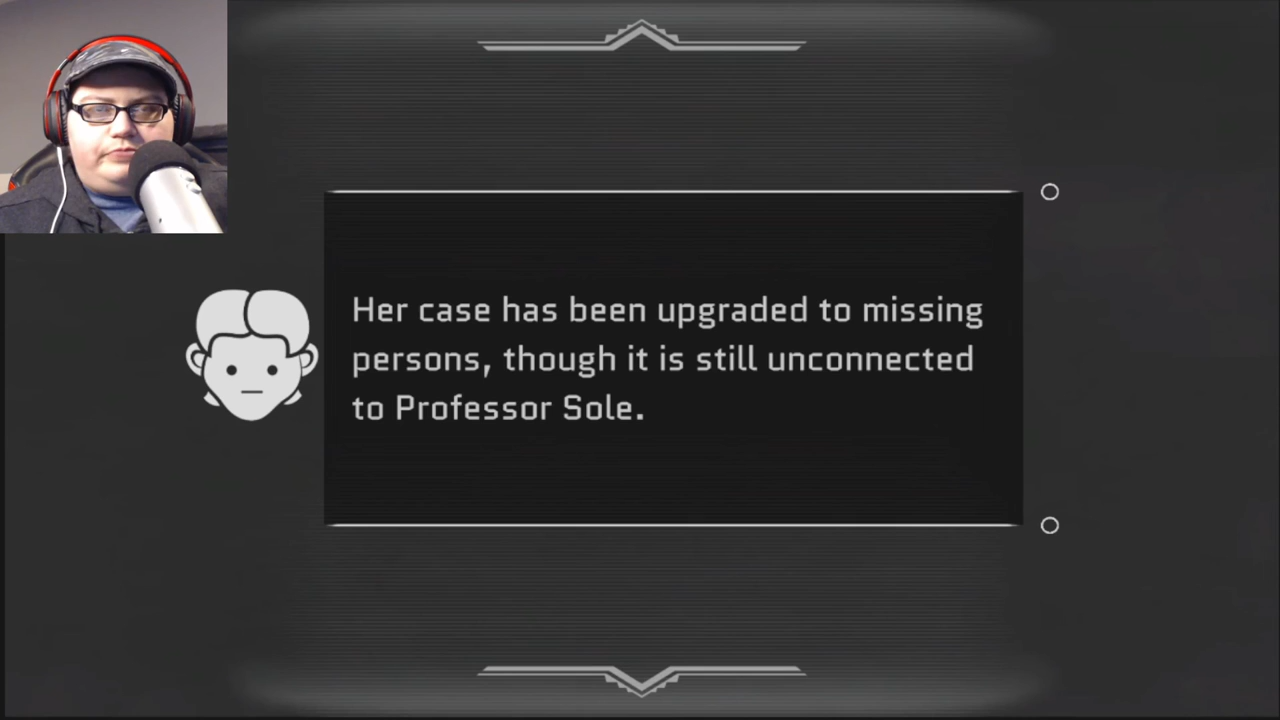 Her case has been upgraded to missing
persons, though it is still unconnected
to Professor Sole.